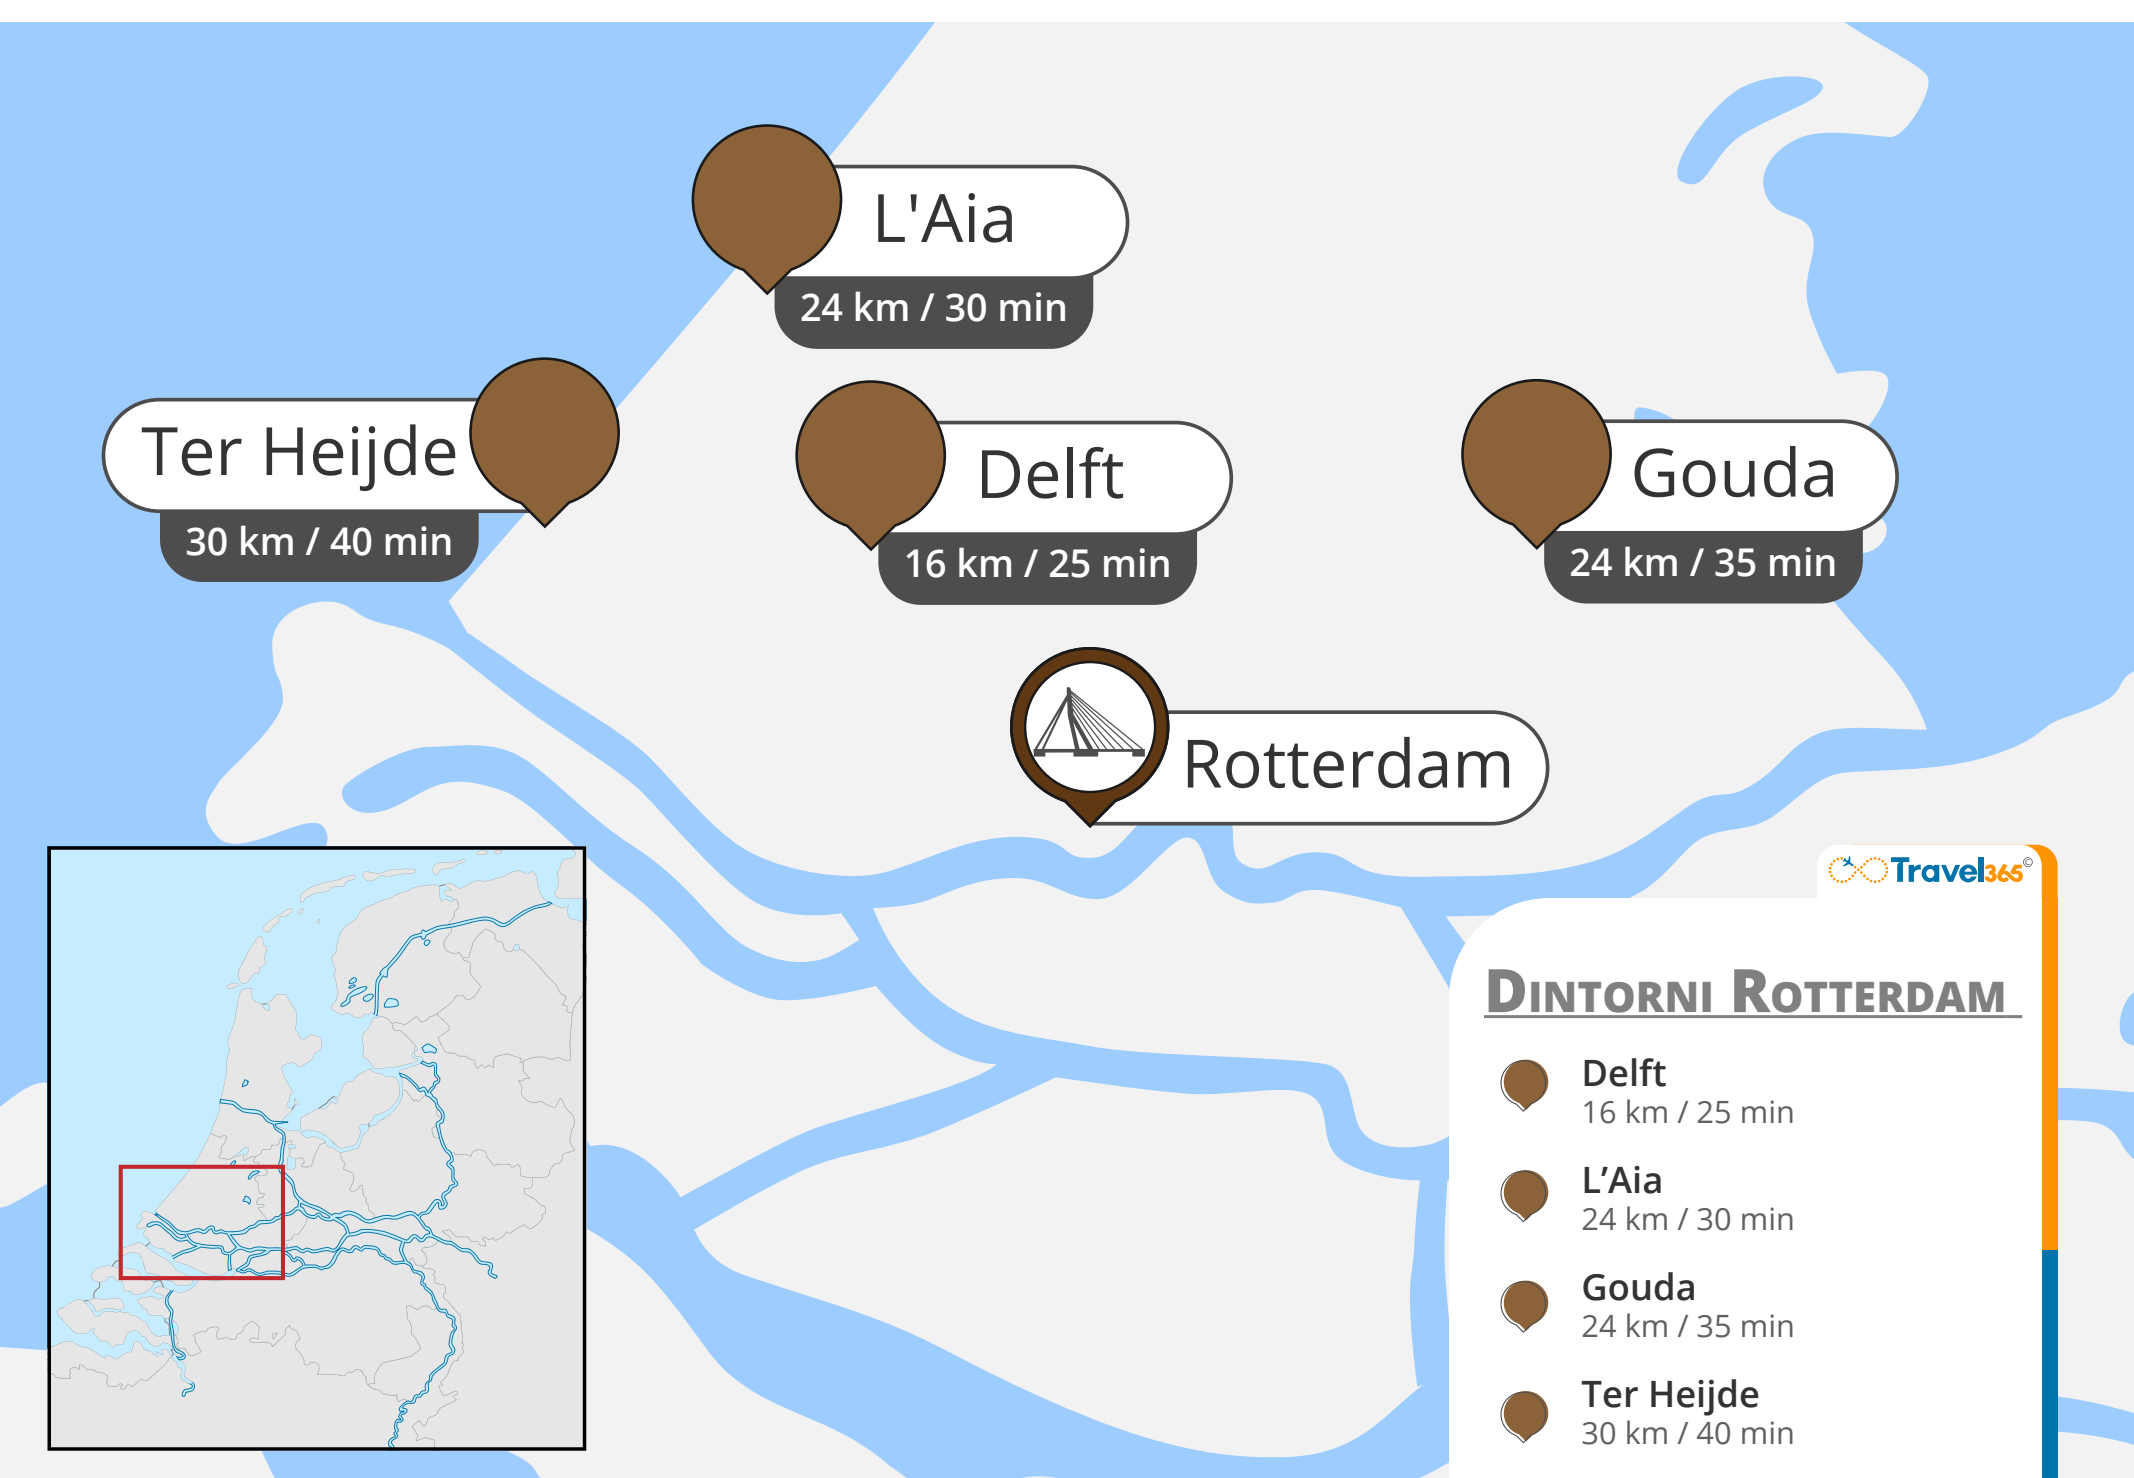 L'Aia
24 km / 30 min
Ter Heijde
30 km / 40 min
Delft
16 km / 25 min
Gouda
24 km / 35 min
Rotterdam
Travel365©
Dintorni Rotterdam
Delft
16 km / 25 min
L’Aia
24 km / 30 min
Gouda
24 km / 35 min
Ter Heijde
30 km / 40 min